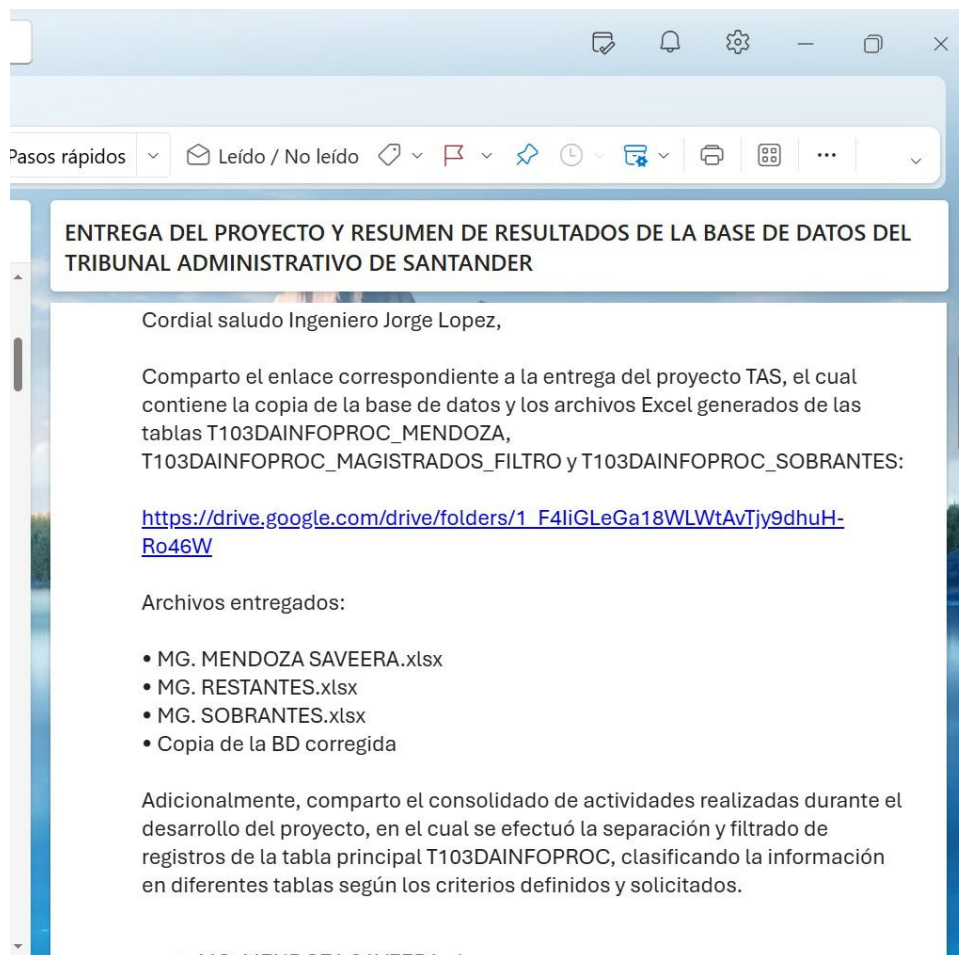 Pasos rápidos
Leído / No leído
ENTREGA DEL PROYECTO Y RESUMEN DE RESULTADOS DE LA BASE DE DATOS DEL
TRIBUNAL ADMINISTRATIVO DE SANTANDER
Cordial saludo Ingeniero Jorge Lopez,
Comparto el enlace correspondiente a la entrega del proyecto TAS, el cual
contiene la copia de la base de datos y los archivos Excel generados de las
tablas T103DAINFOPROC_MENDOZA,
T103DAINFOPROC_MAGISTRADOS_FILTRO y T103DAINFOPROC_SOBRANTES:
https://drive.google.com/drive/folders/1_F4IiGLeGa18WLWtAvTjy9dhuH-
Ro46W
Archivos entregados:
• MG. MENDOZA SAVEERA.xlsx
• MG. RESTANTES.xlsx
• MG. SOBRANTES.xlsx
• Copia de la BD corregida
Adicionalmente, comparto el consolidado de actividades realizadas durante el
desarrollo del proyecto, en el cual se efectuó la separación y filtrado de
registros de la tabla principal T103DAINFOPROC, clasificando la información
en diferentes tablas según los criterios definidos y solicitados.